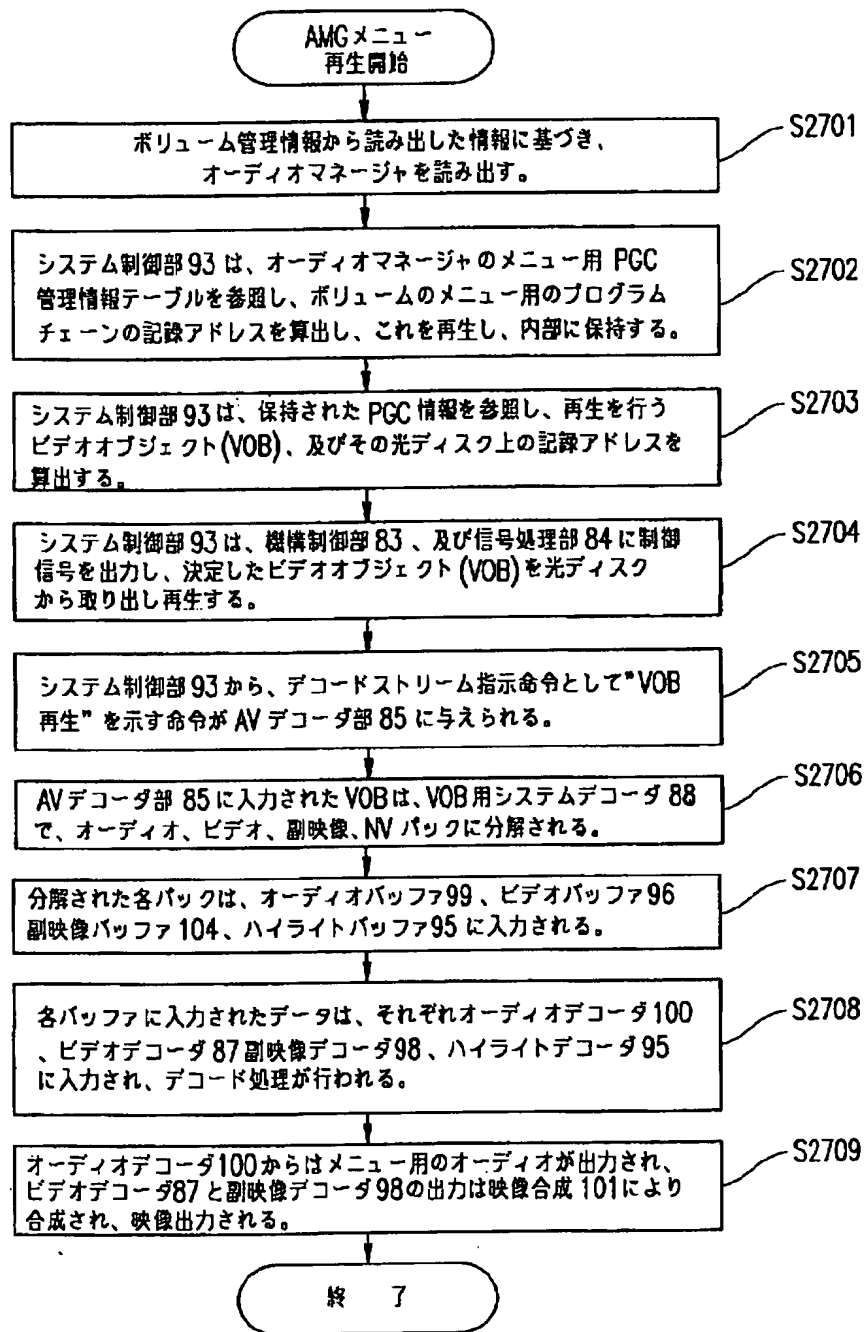 AMGメニュー
再生開始
ボリューム管理情報から読み出した情報に基づき、
オーディオマネージャを読み出す。
S2701
システム制御部93は、オーディオマネージャのメニュー用 PGC
管理情報テーブルを参照し、ボリュームのメニュー用のプログラム
チェーンの記録アドレスを算出し、これを再生し、内部に保持する。
S2702
システム制御部93は、保持されたPGC情報を参照し、再生を行う
ビデオオブジェクト(VOB)、及びその光ディスク上の記録アドレスを
算出する。
S2703
システム制御部93は、機構制御部83、及び信号処理部84に制御
信号を出力し、決定したビデオオブジェクト(VOB)を光ディスク
から取り出し再生する。
S2704
システム制御部93から、デコードストリーム指示命令として"VOB
再生"を示す命令がAVデコーダ部85に与えられる。
S2705
AVデコーダ部85に入力されたVOBは、VOB用システムデコーダ88
で、オーディオ、ビデオ、副映像、NVパックに分解される。
S2706
分解された各パックは、オーディオバッファ99、ビデオバッファ96
副映像バッファ104、ハイライトバッファ95に入力される。
S2707
各バッファに入力されたデータは、それぞれオーディオデコーダ100
、ビデオデコーダ87副映像デコーダ98、ハイライトデコーダ95
に入力され、デコード処理が行われる。
S2708
オーディオデコーダ100からはメニュー用のオーディオが出力され、
ビデオデコーダ87と副映像デコーダ98の出力は映像合成101により
合成され、映像出力される。
S2709
終 了